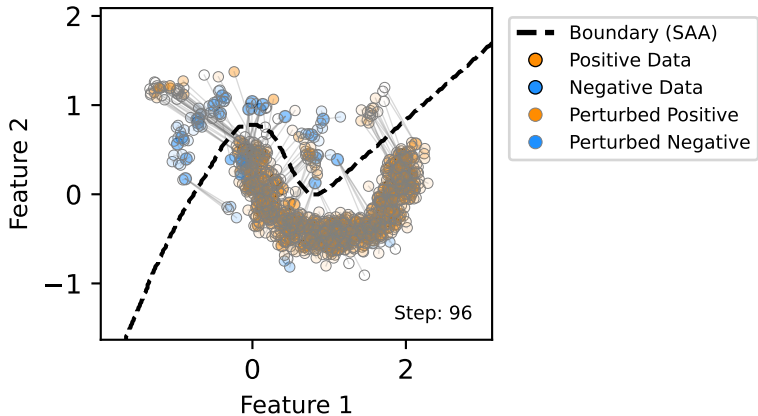 2
1
0
−1
Feature 2
0
2
Feature 1
Step: 96
Boundary (SAA)
Positive Data
Negative Data
Perturbed Positive
Perturbed Negative